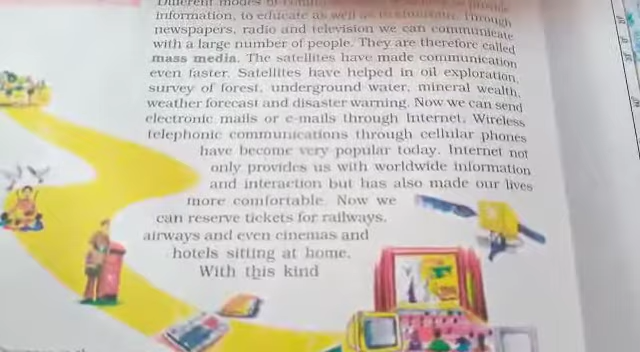 Different modes of
information, to educate as well as to entertain. Through
newspapers, radio and television we can communicate
with a large number of people. They are therefore called
mass media. The satellites have made communication
even faster. Satellites have helped in oil exploration,
survey of forest, underground water, mineral wealth,
weather forecast and disaster warning. Now we can send
electronic mails or e-mails through Internet. Wireless
telephonic communications through cellular phones
have become very popular today. Internet not
only provides us with worldwide information
and interaction but has also made our lives
more comfortable. Now we
can reserve tickets for railways,
airways and even cinemas and
hotels sitting at home.
With this kind